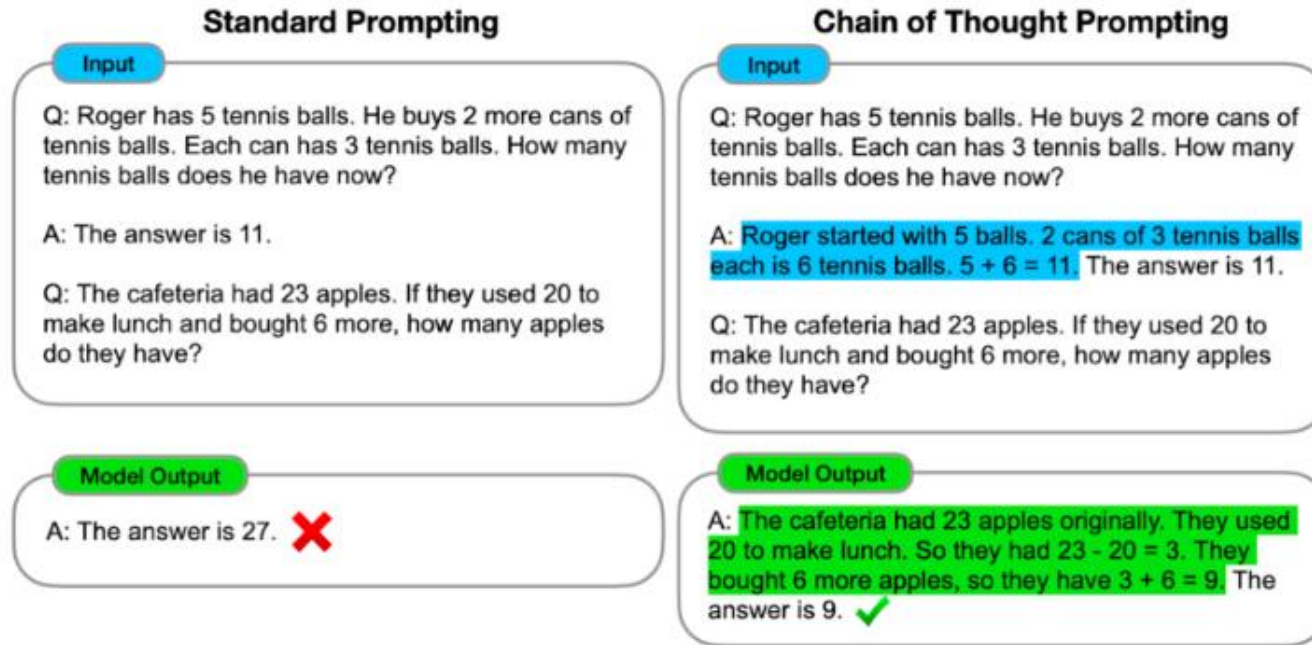 Standard Prompting
Input
Q: Roger has 5 tennis balls. He buys 2 more cans of
tennis balls. Each can has 3 tennis balls. How many
tennis balls does he have now?
A: The answer is 11.
Q: The cafeteria had 23 apples. If they used 20 to
make lunch and bought 6 more, how many apples
do they have?
Model Output
A: The answer is 27.
Chain of Thought Prompting
Input
Q: Roger has 5 tennis balls. He buys 2 more cans of
tennis balls. Each can has 3 tennis balls. How many
tennis balls does he have now?
A: Roger started with 5 balls. 2 cans of 3 tennis balls
each is 6 tennis balls. 5 + 6 = 11. The answer is 11.
Q: The cafeteria had 23 apples. If they used 20 to
make lunch and bought 6 more, how many apples
do they have?
Model Output
A: The cafeteria had 23 apples originally. They used
20 to make lunch. So they had 23 - 20 = 3. They
bought 6 more apples, so they have 3 + 6 = 9. The
answer is 9.